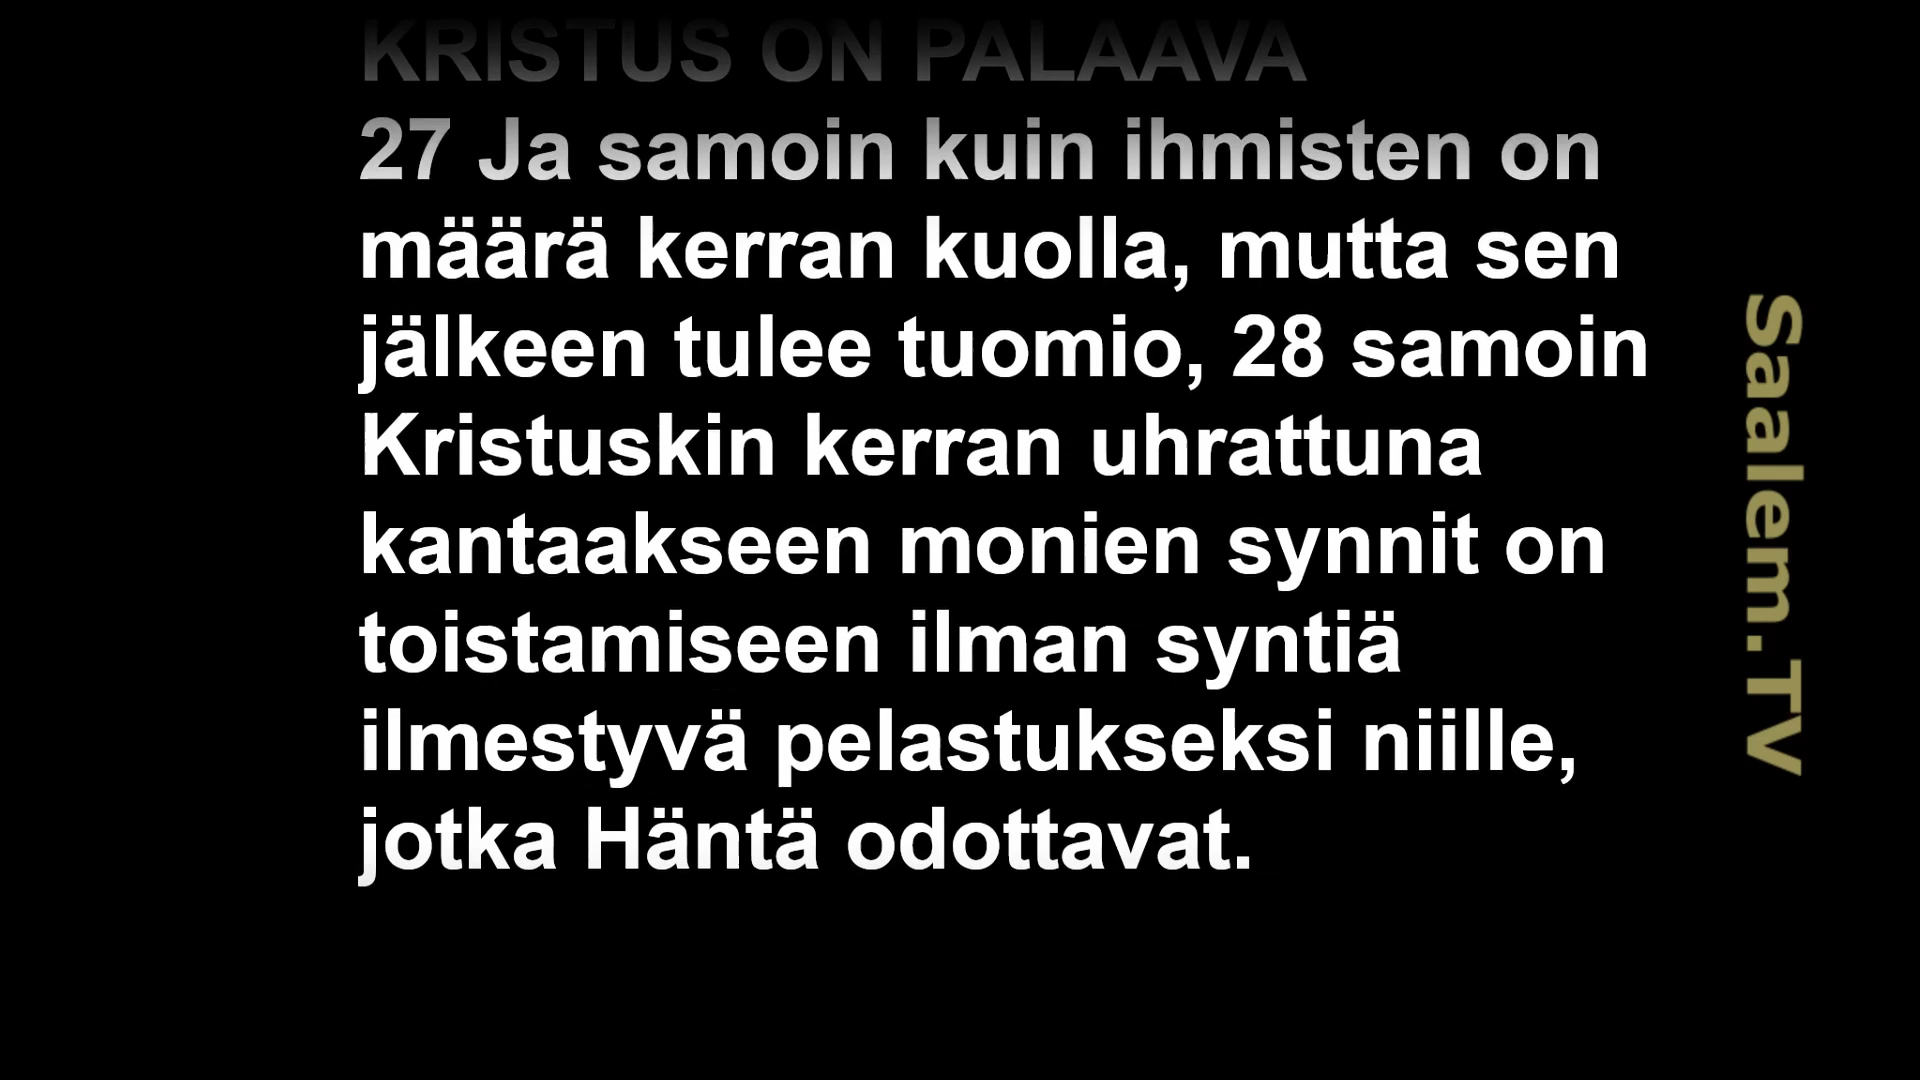 KRISTUS ON PALAAVA
27 Ja samoin kuin ihmisten on
määrä kerran kuolla, mutta sen
jälkeen tulee tuomio, 28 samoin
Kristuskin kerran uhrattuna
kantaakseen monien synnit on
toistamiseen ilman syntiä
ilmestyvä pelastukseksi niille,
jotka Häntä odottavat.
Saalem.TV